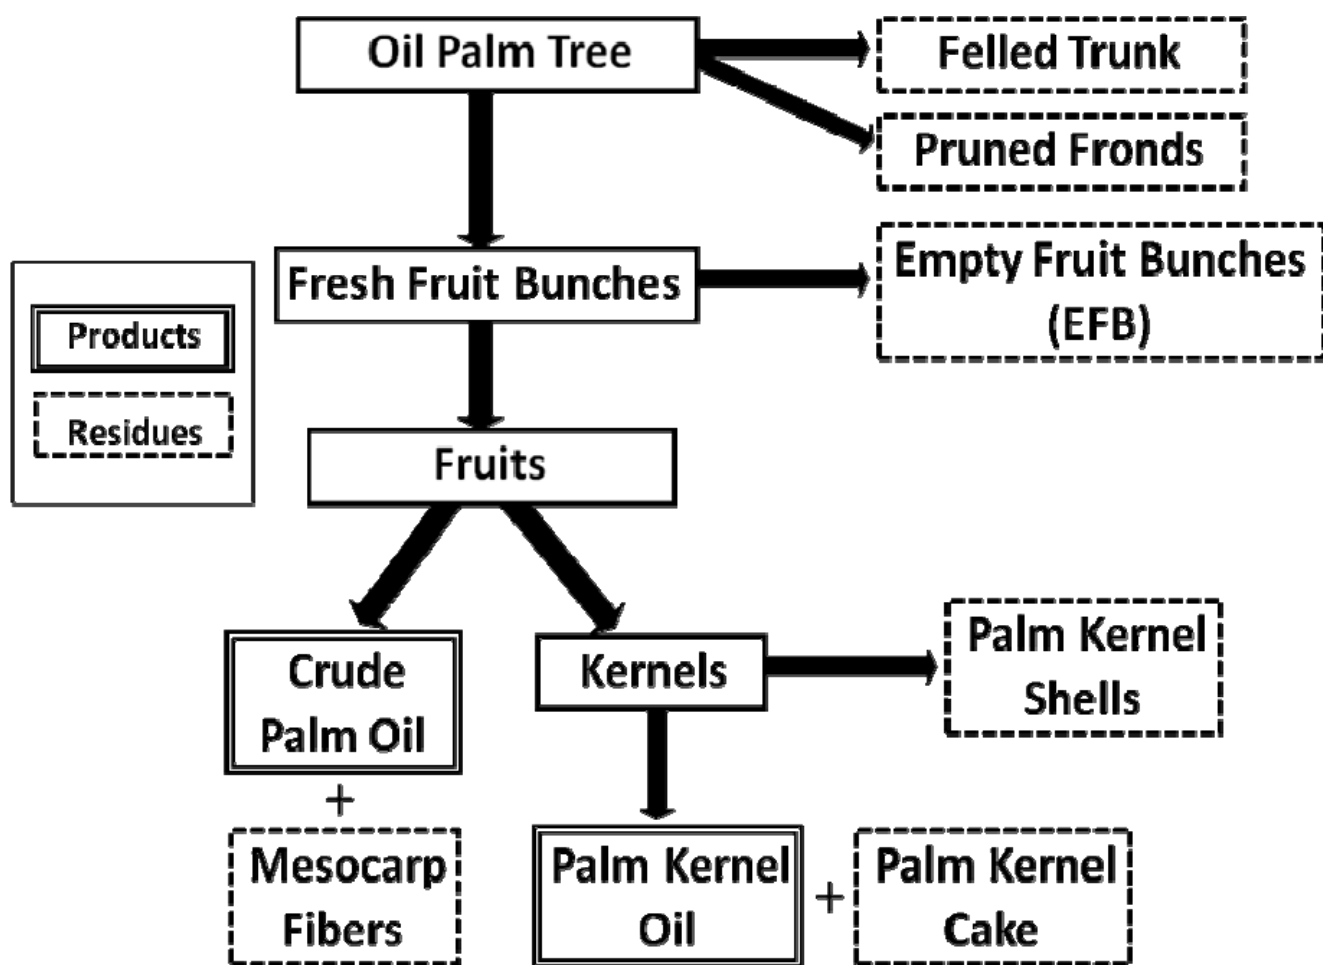 Oil Palm Tree
Felled Trunk
Pruned Fronds
Fresh Fruit Bunches
Empty Fruit Bunches
(EFB)
Products
Residues
Fruits
Crude
Palm Oil
+
Mesocarp
Fibers
Kernels
Palm Kernel
Shells
Palm Kernel
Oil
+
Palm Kernel
Cake